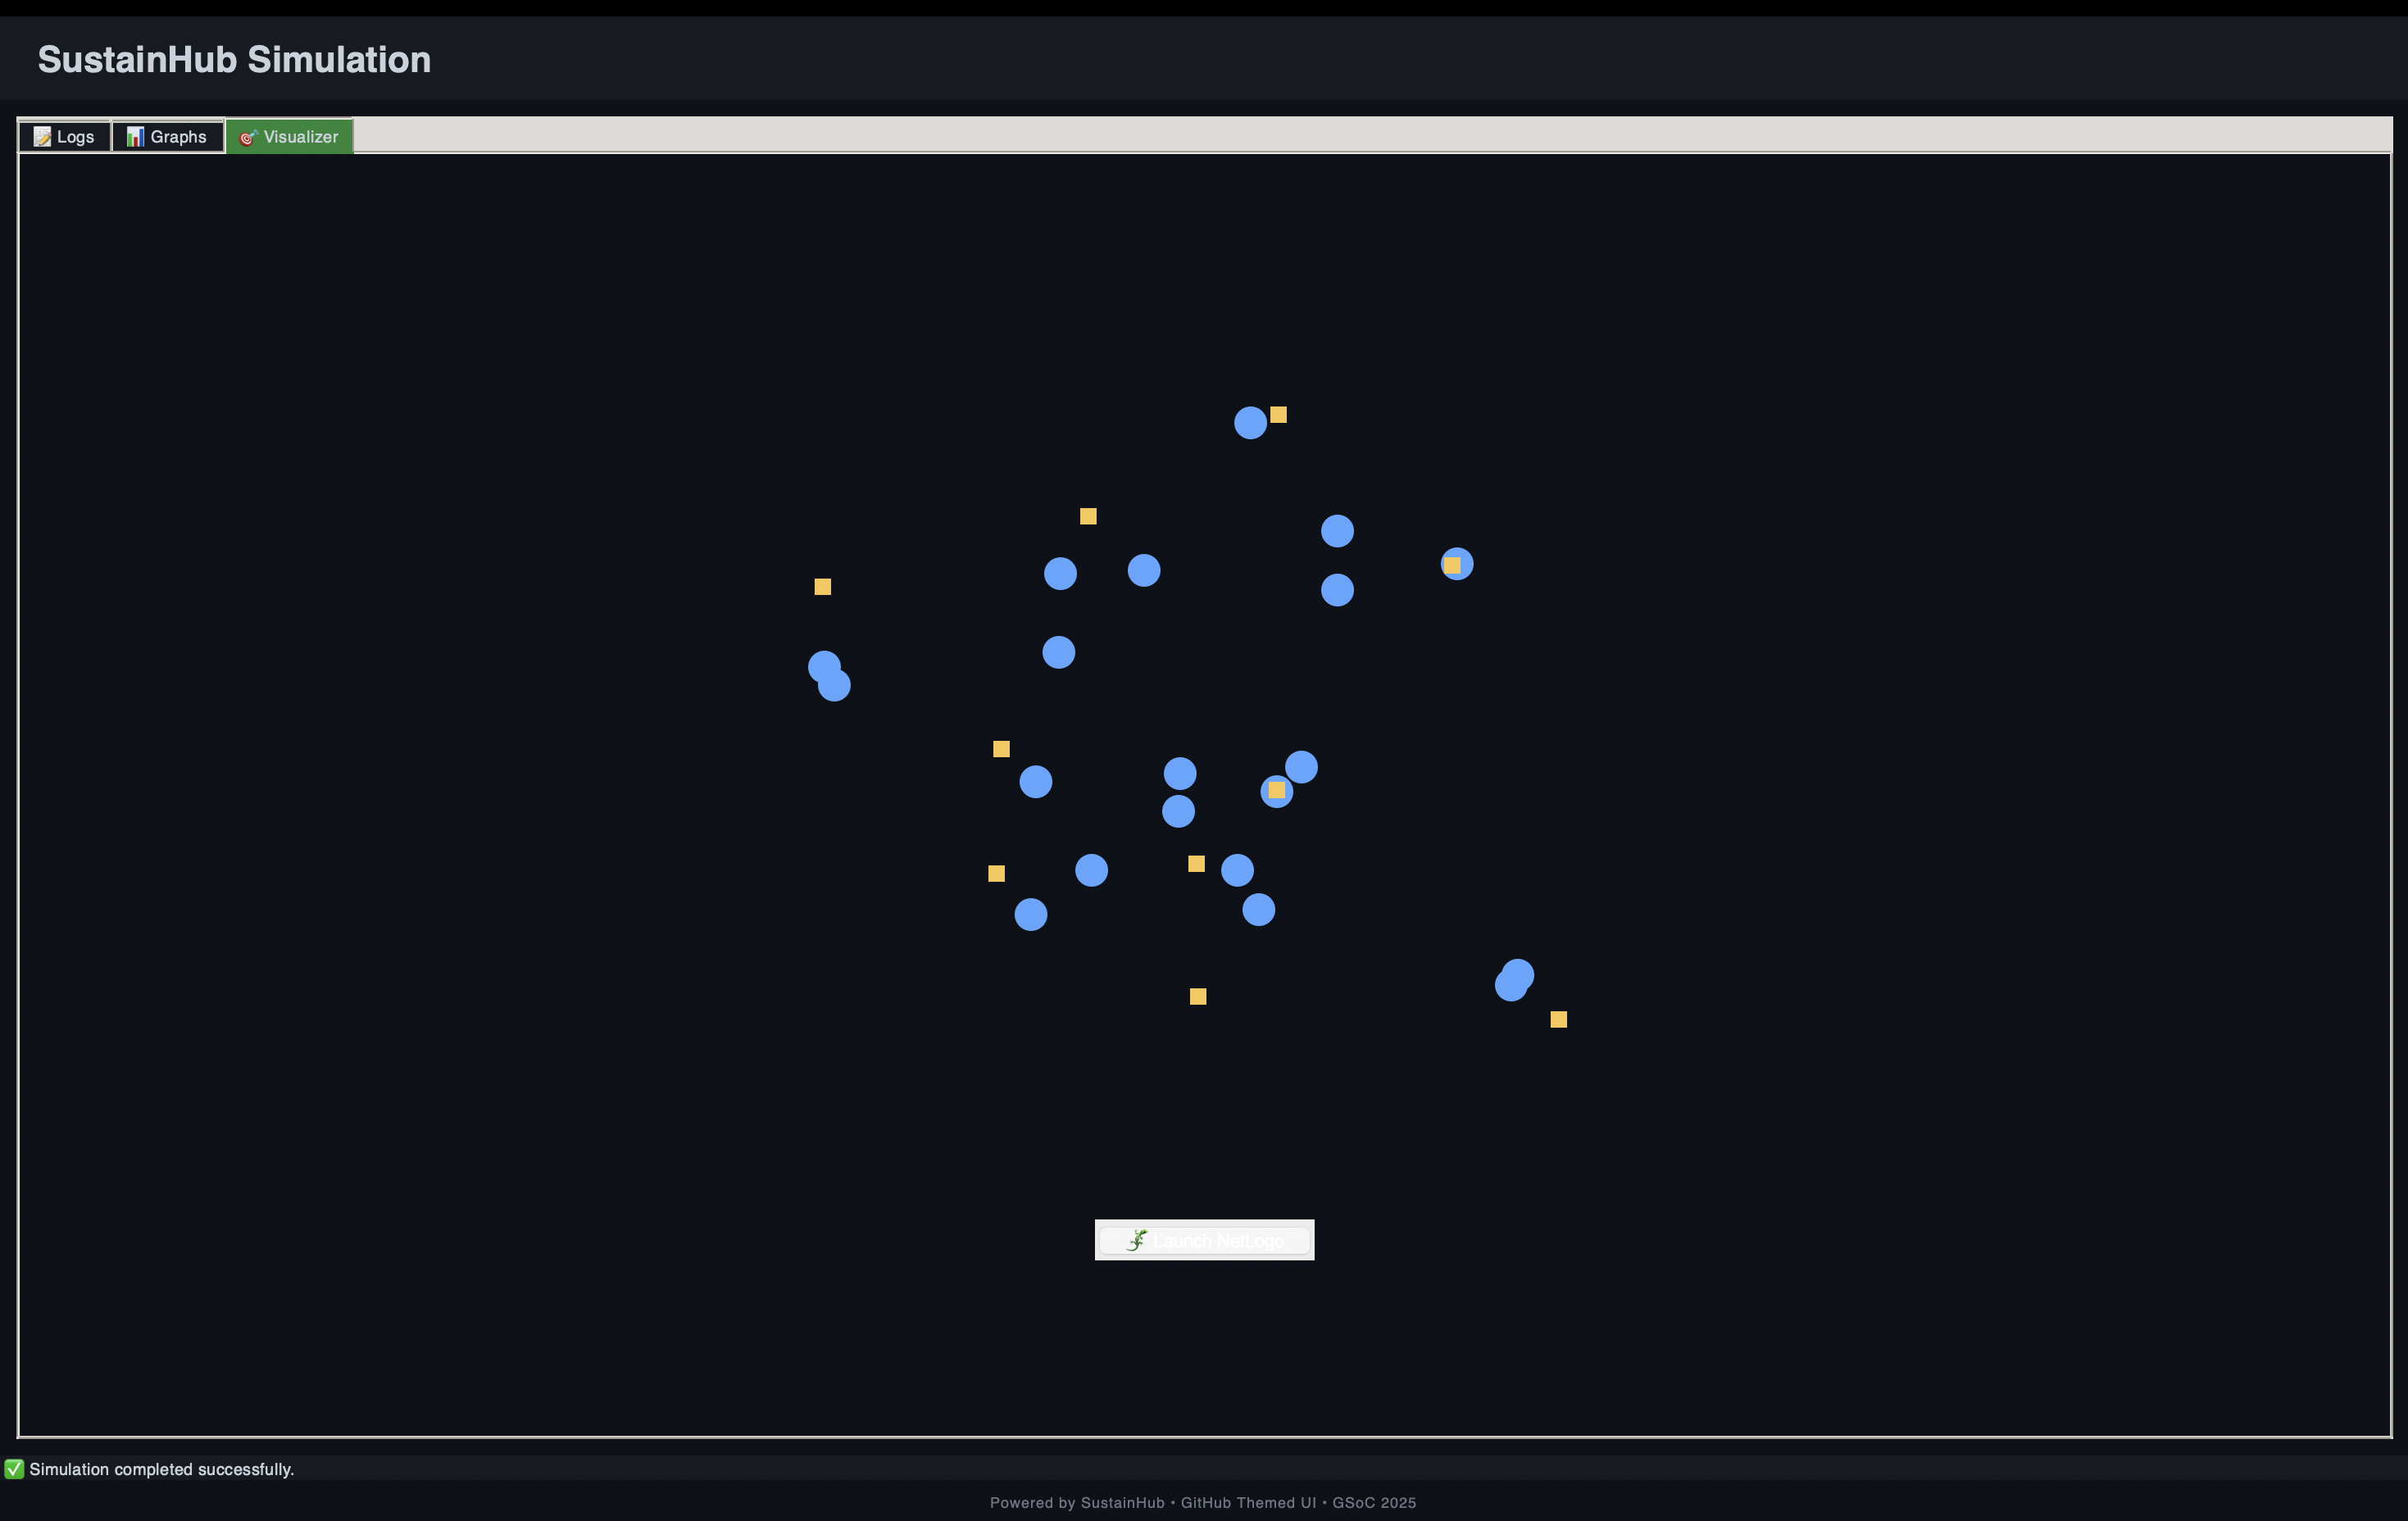 SustainHub Simulation
Logs Graphs Visualizer
Launch NetLogo
Simulation completed successfully.
Powered by SustainHub • GitHub Themed UI • GSoC 2025